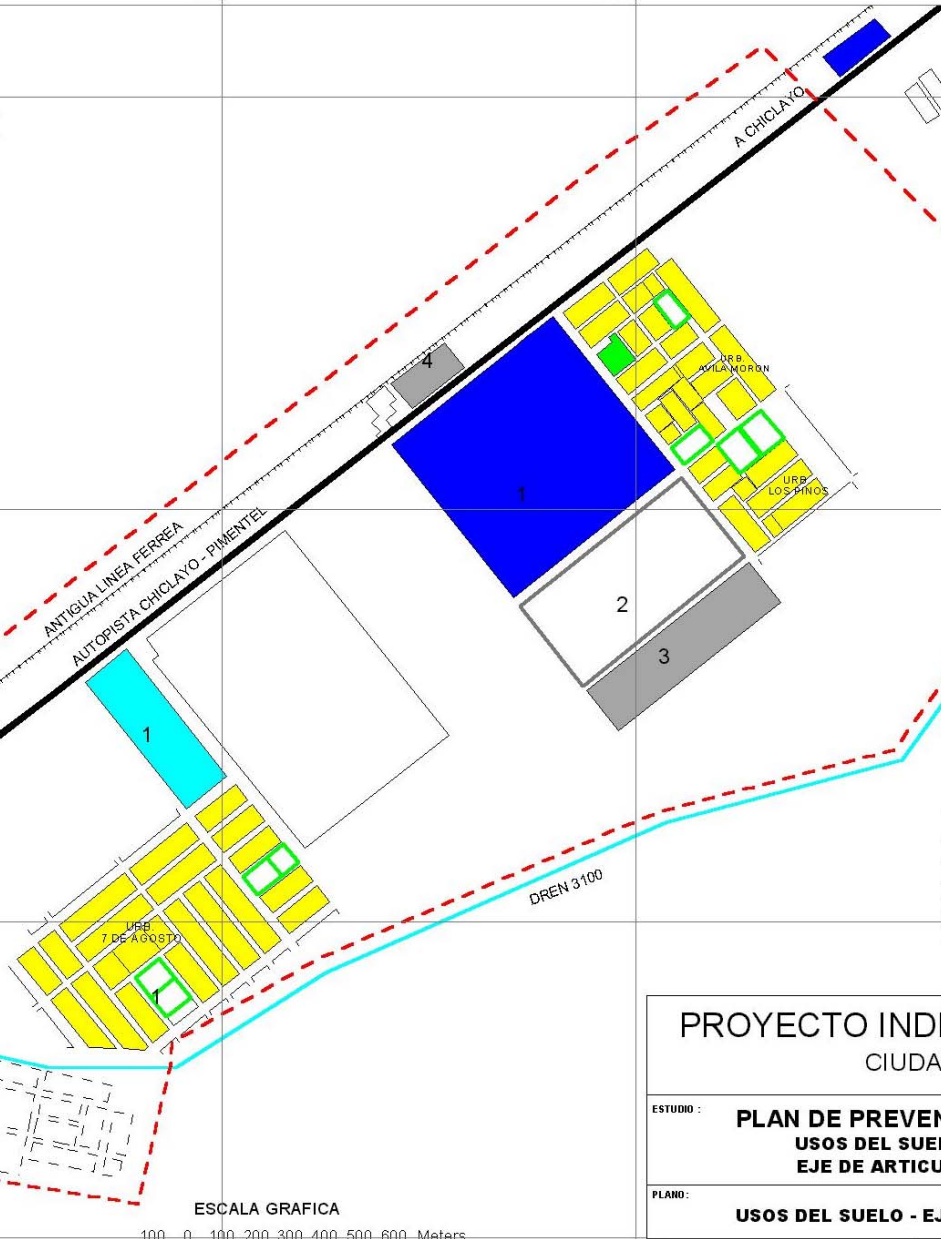 A CHICLAYO
4
URB.
AVILA MORON
URB.
LOS PINOS
1
ANTIGUA LINEA FERREA
AUTOPISTA CHICLAYO - PIMENTEL
2
3
1
DREN 3100
URB.
7 DE AGOSTO
1
PROYECTO INDE
CIUDA
ESTUDIO :
PLAN DE PREVEN
USOS DEL SUE
EJE DE ARTICU
PLANO:
USOS DEL SUELO - EJ
ESCALA GRAFICA
100 0 100 200 300 400 500 600 Meters